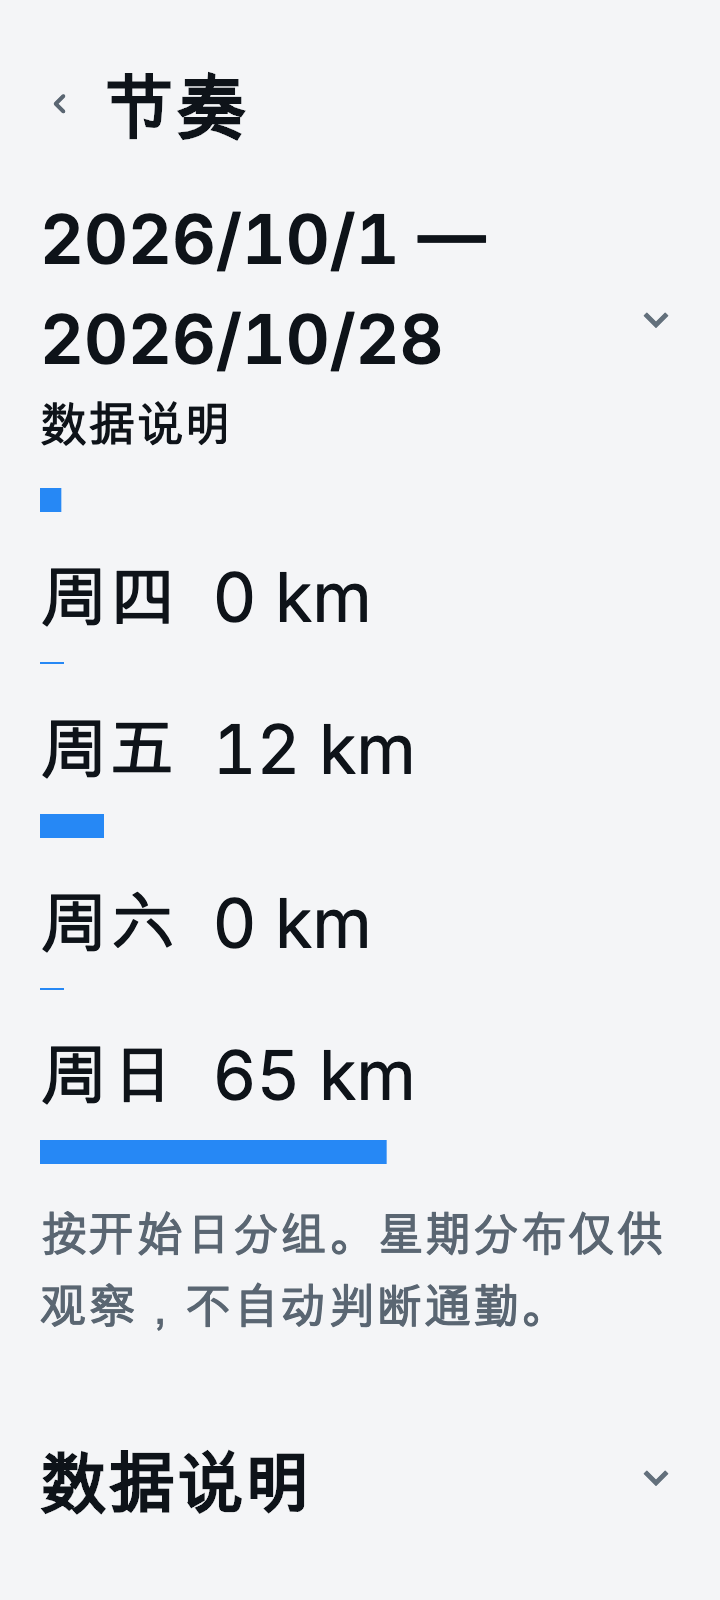 节奏
2026/10/1 —
2026/10/28
数据说明
周四 0 km
周五 12 km
周六 0 km
周日 65 km
按开始日分组。星期分布仅供
观察，不自动判断通勤。
数据说明